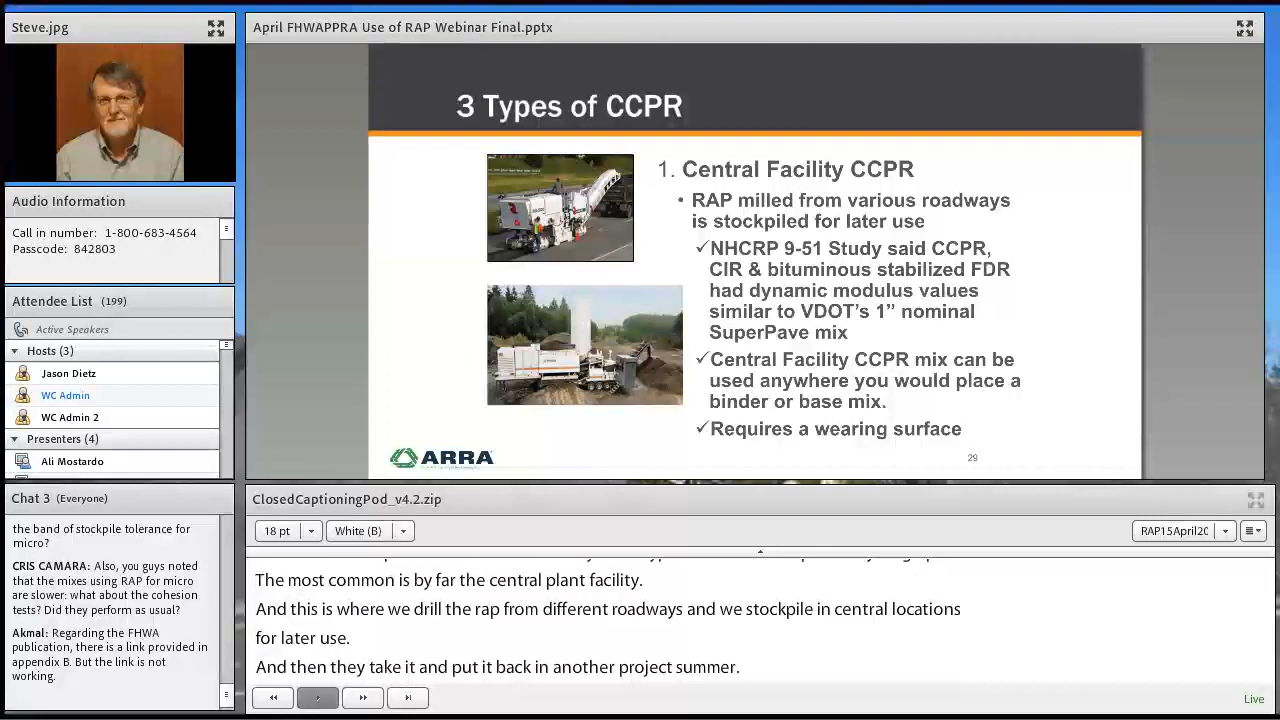 Steve.jpg
Audio Information
Call in number: 1-800-683-4564
Passcode: 842803
Attendee List (199)
Active Speakers
Hosts (3)
Jason Dietz
WC Admin
WC Admin 2
Presenters (4)
Ali Mostardo
Chat 3 (Everyone)
the band of stockpile tolerance for
micro?
CRIS CAMARA: Also, you guys noted
that the mixes using RAP for micro
are slower: what about the cohesion
tests? Did they perform as usual?
Akmal: Regarding the FHWA
publication, there is a link provided in
appendix B. But the link is not
working.
April FHWAPPRA Use of RAP Webinar Final.pptx
3 Types of CCPR
1. Central Facility CCPR
• RAP milled from various roadways
is stockpiled for later use
✓NHCRP 9-51 Study said CCPR,
CIR & bituminous stabilized FDR
had dynamic modulus values
similar to VDOT's 1” nominal
SuperPave mix
✓Central Facility CCPR mix can be
used anywhere you would place a
binder or base mix.
✓Requires a wearing surface
ARRA
29
ClosedCaptioningPod_v4.2.zip
18 pt
White (B)
RAP15April20
The most common is by far the central plant facility.
And this is where we drill the rap from different roadways and we stockpile in central locations
for later use.
And then they take it and put it back in another project summer.
Live